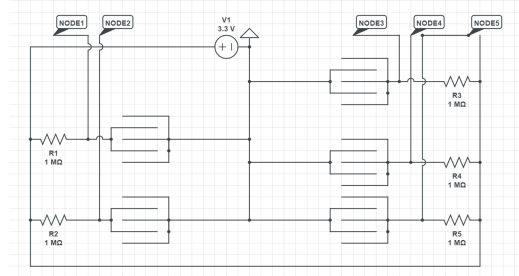 NODE1
NODE2
V1
3.3 V
NODE3
NODE4
NODE5
R3
1 MΩ
R1
1 MΩ
R4
1 MΩ
R2
1 MΩ
R5
1 MΩ